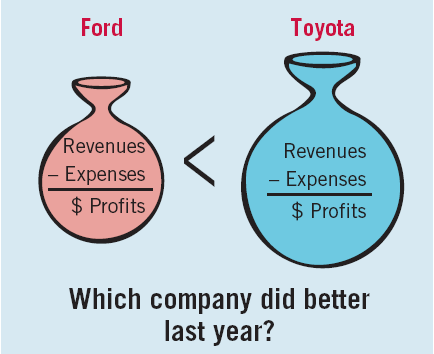 Ford
Toyota
Revenues
– Expenses
$ Profits
<
Revenues
– Expenses
$ Profits
Which company did better
last year?